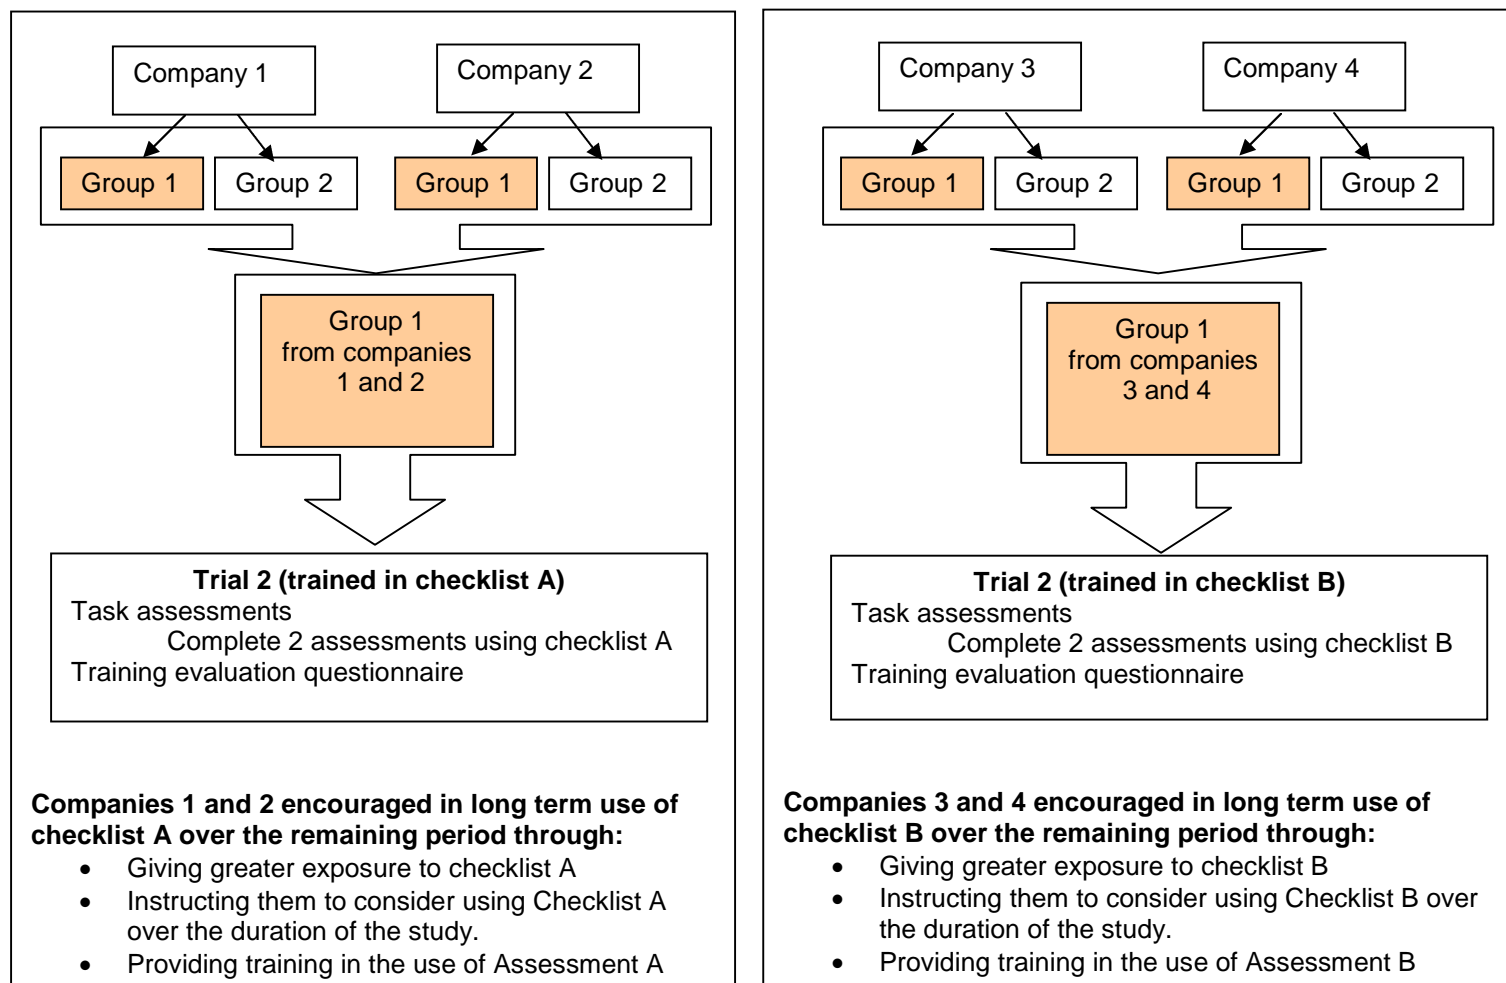 Company 1
Company 2
Group 1
Group 2
Group 1
Group 2
Group 1
from companies
1 and 2
Trial 2 (trained in checklist A)
Task assessments
Complete 2 assessments using checklist A
Training evaluation questionnaire
Companies 1 and 2 encouraged in long term use of
checklist A over the remaining period through:
• Giving greater exposure to checklist A
• Instructing them to consider using Checklist A
over the duration of the study.
• Providing training in the use of Assessment A
Company 3
Company 4
Group 1
Group 2
Group 1
Group 2
Group 1
from companies
3 and 4
Trial 2 (trained in checklist B)
Task assessments
Complete 2 assessments using checklist B
Training evaluation questionnaire
Companies 3 and 4 encouraged in long term use of
checklist B over the remaining period through:
• Giving greater exposure to checklist B
• Instructing them to consider using Checklist B over
the duration of the study.
• Providing training in the use of Assessment B